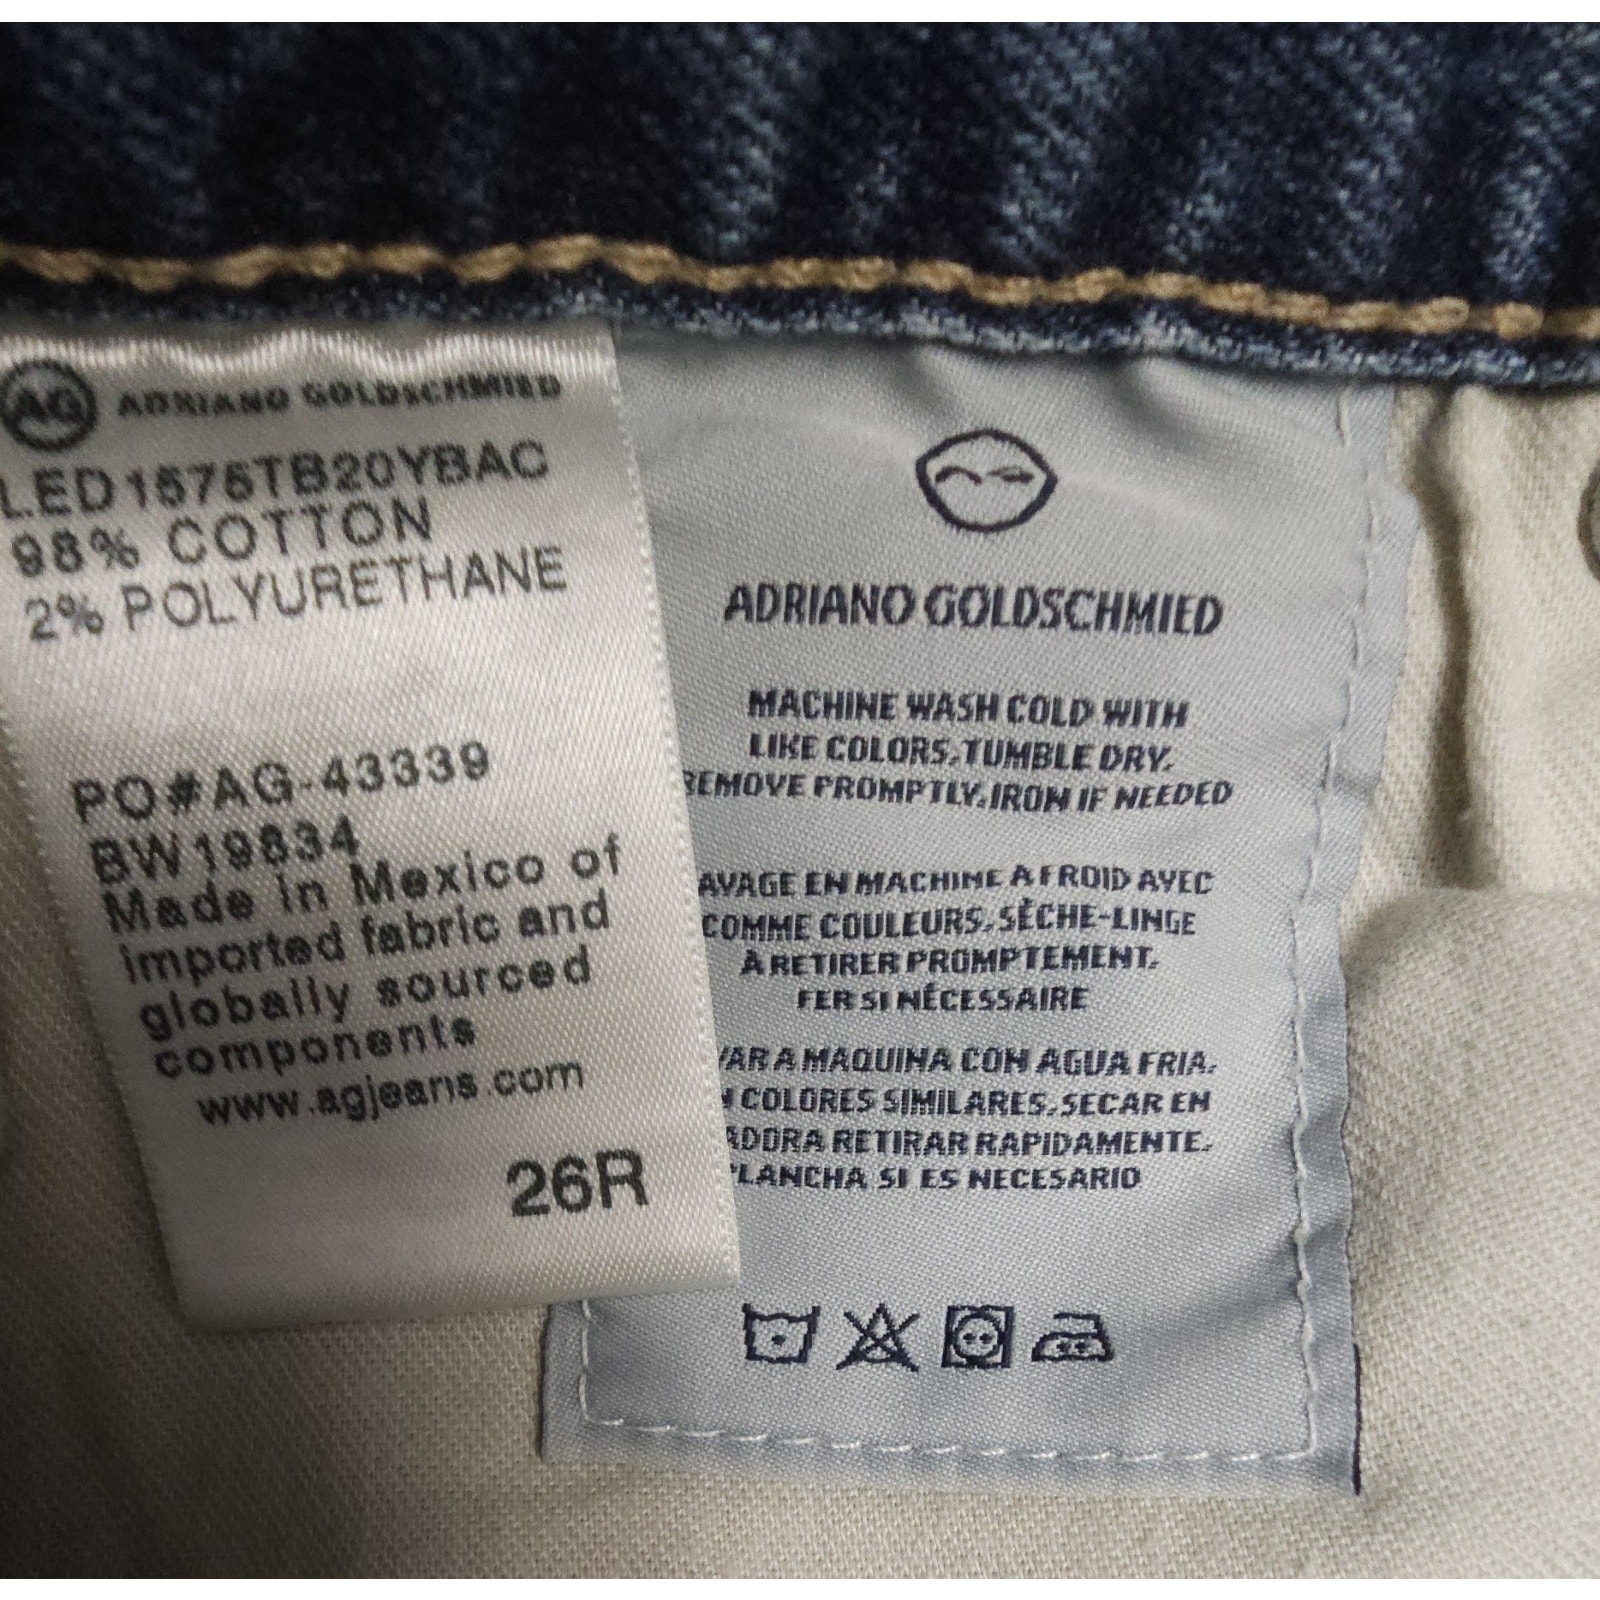 AG ADRIANO GOLDSCHMIED
LED1575TB20YBAC
98% COTTON
2% POLYURETHANE
PO#AG-43339
BW19834
Made in Mexico of
imported fabric and
globally sourced
components
www.agjeans.com
26R
ADRIANO GOLDSCHMIED
MACHINE WASH COLD WITH
LIKE COLORS, TUMBLE DRY.
REMOVE PROMPTLY, IRON IF NEEDED
AVAGE EN MACHINE A FROID AVEC
COMME COULEURS, SÈCHE-LINGE
À RETIRER PROMPTEMENT.
FER SI NÉCESSAIRE
VAR A MAQUINA CON AGUA FRIA.
N COLORES SIMILARES, SECAR EN
ADORA RETIRAR RAPIDAMENTE.
PLANCHA SI ES NECESARIO